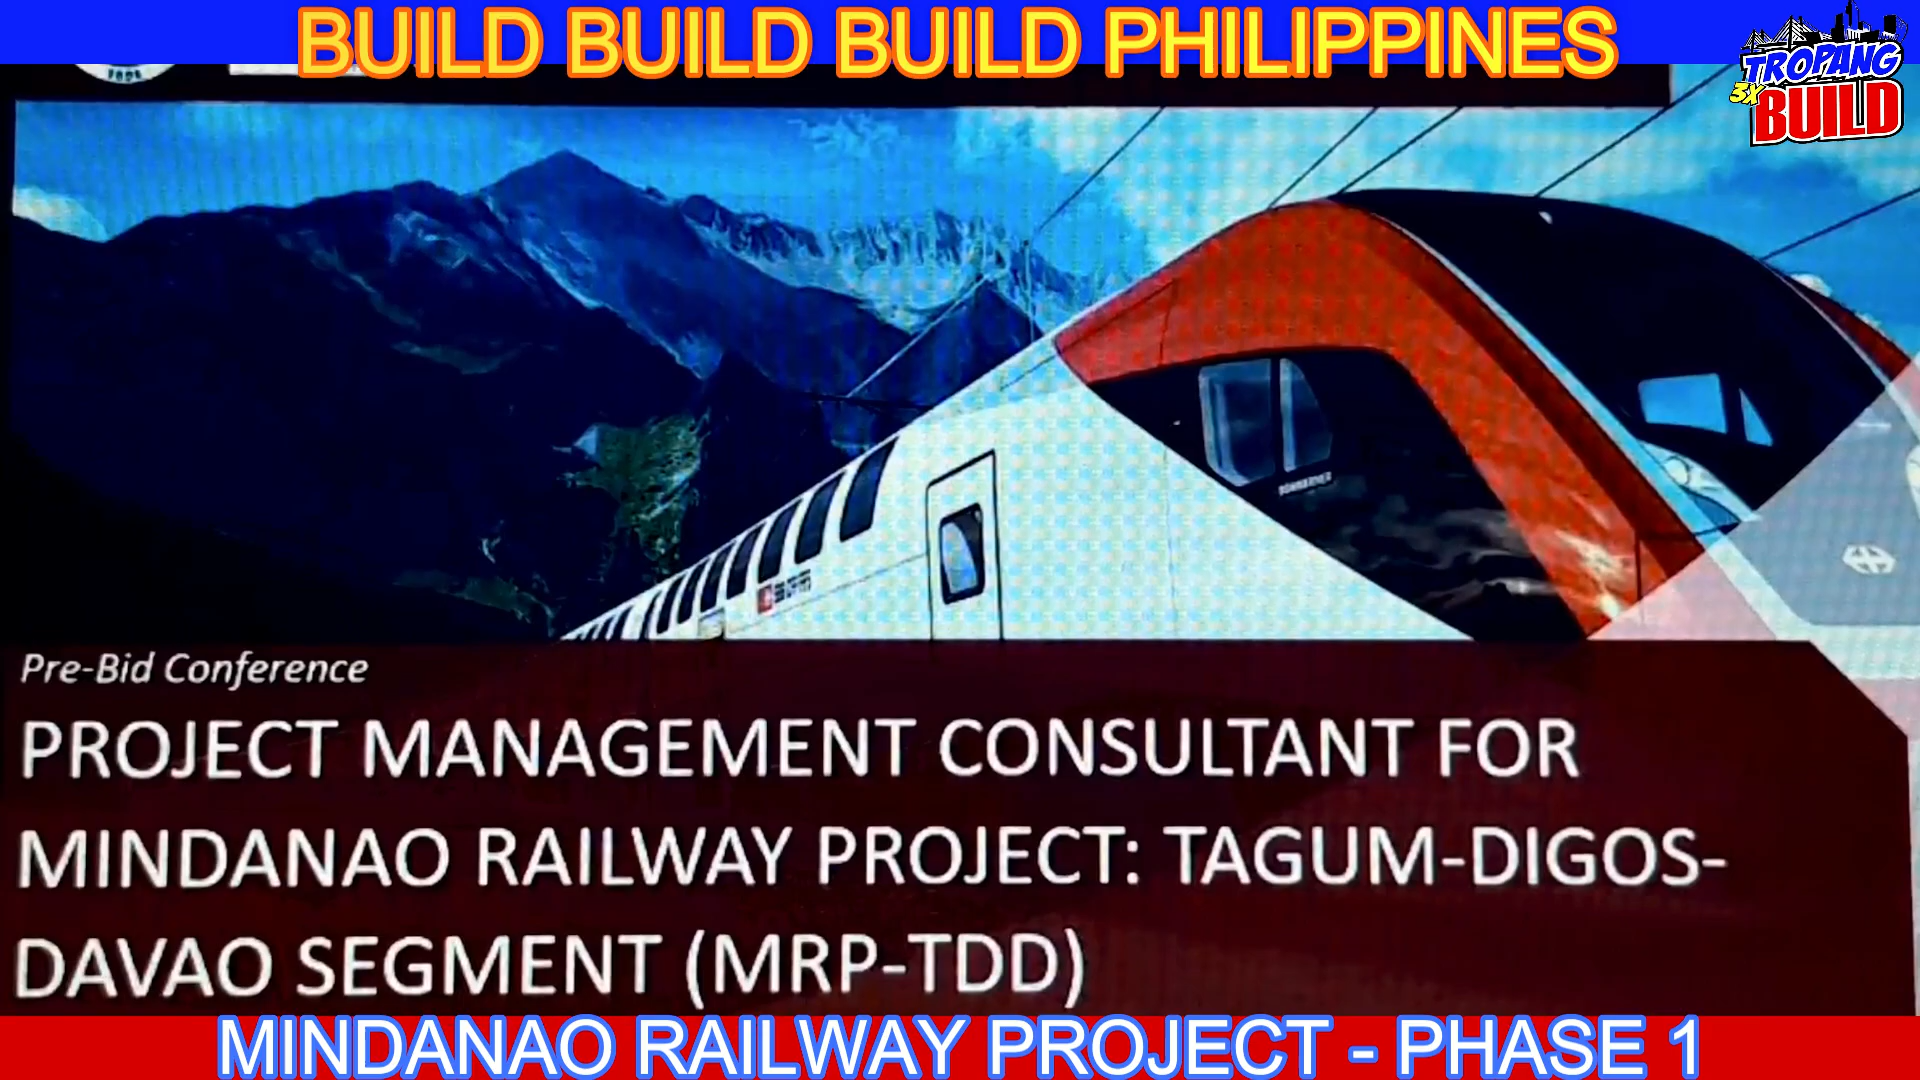 BUILD BUILD BUILD PHILIPPINES
TROPANG
3X
BUILD
Pre-Bid Conference
PROJECT MANAGEMENT CONSULTANT FOR
MINDANAO RAILWAY PROJECT: TAGUM-DIGOS-
DAVAO SEGMENT (MRP-TDD)
MINDANAO RAILWAY PROJECT - PHASE 1